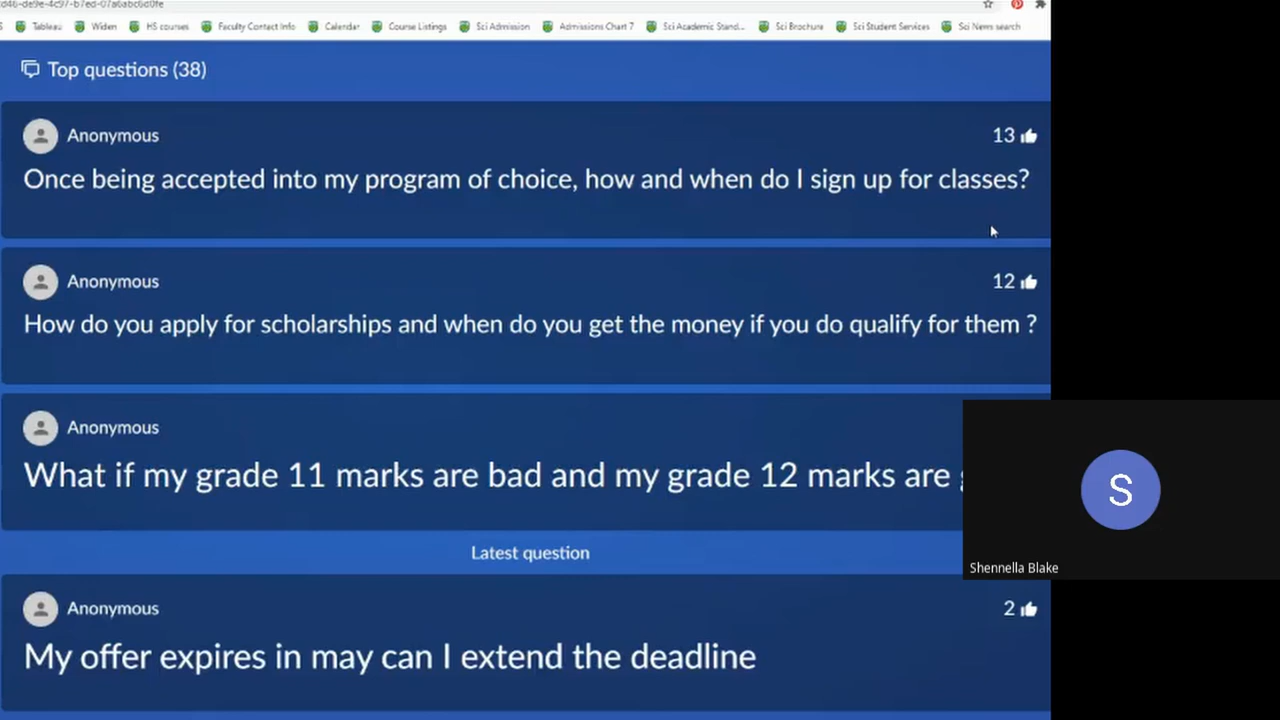 Tableau Widen HS courses Faculty Contact Info Calendar Course Listings Sci Admission Admissions Chart 7 Sci Academic Stand... Sci Brochure Sci Student Services Sci News search
Top questions (38)
Anonymous
13
Once being accepted into my program of choice, how and when do I sign up for classes?
Anonymous
12
How do you apply for scholarships and when do you get the money if you do qualify for them ?
Anonymous
What if my grade 11 marks are bad and my grade 12 marks are
S
Shennella Blake
Latest question
Anonymous
2
My offer expires in may can I extend the deadline